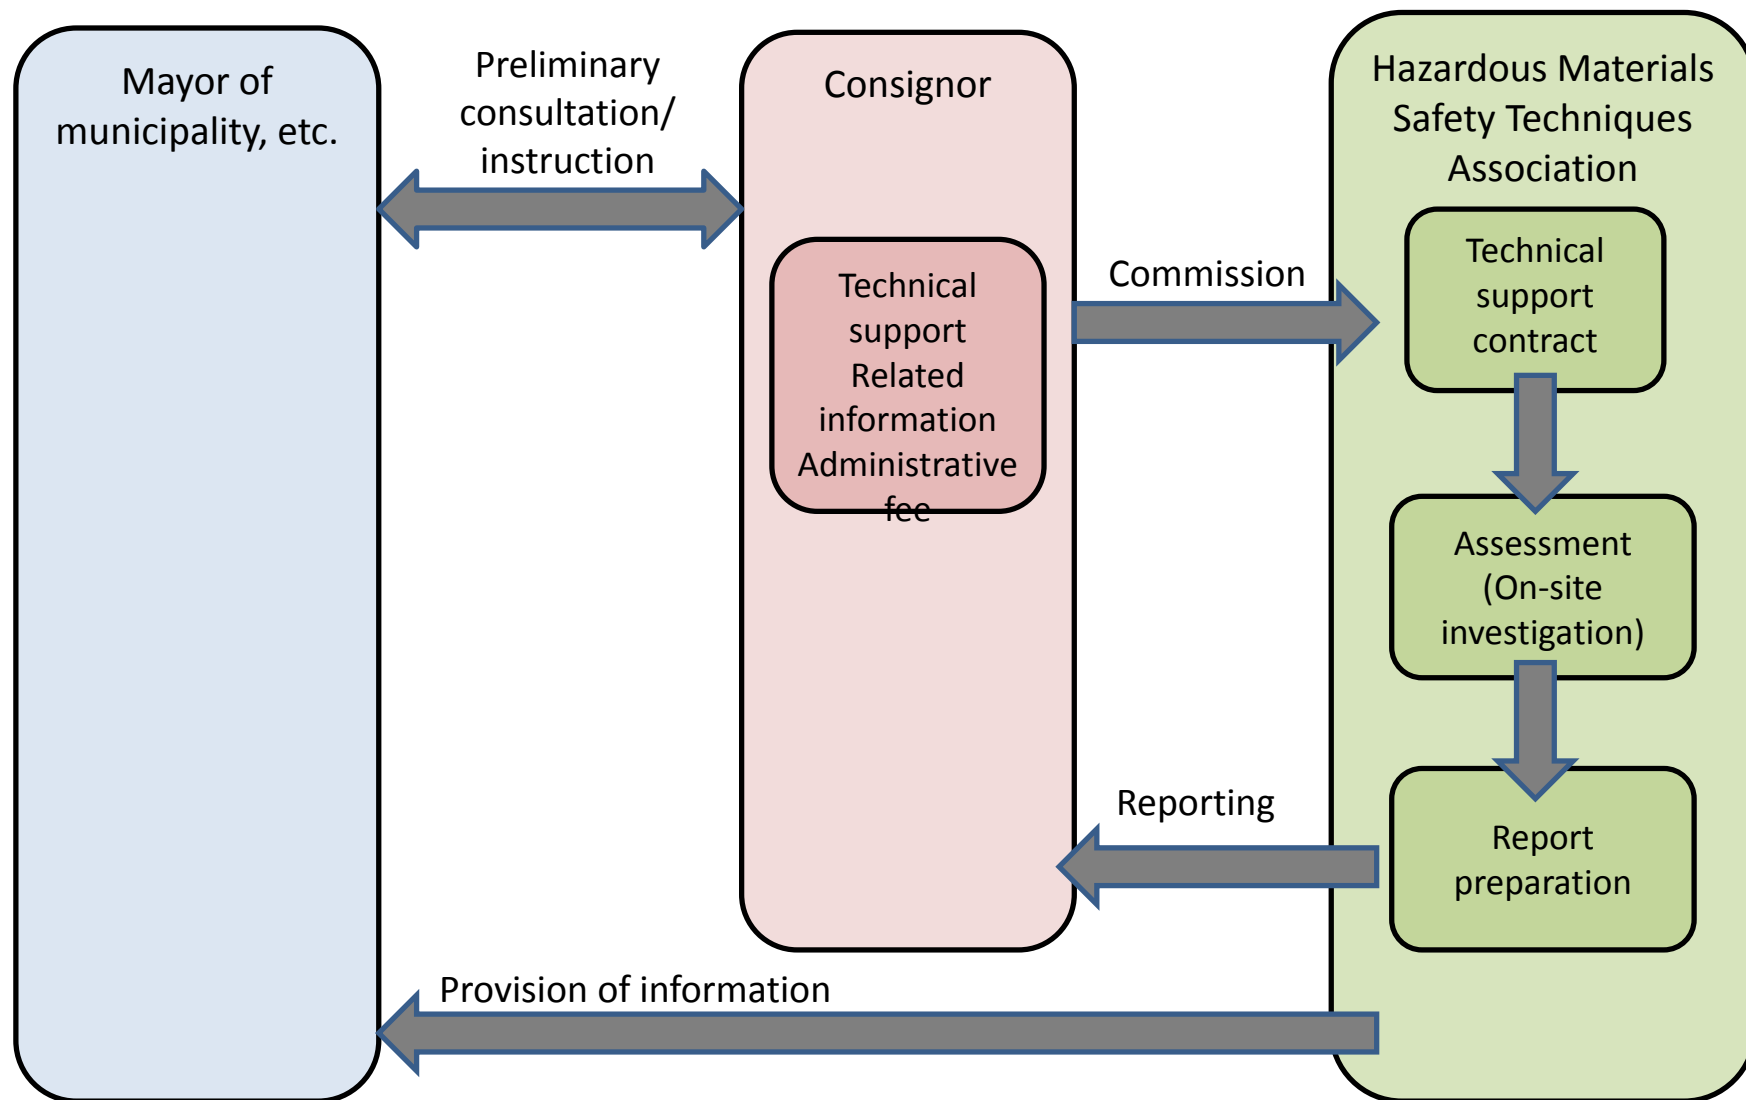 Mayor of
municipality, etc.
Preliminary
consultation/
instruction
Consignor
Technical
support
Related
information
Administrative
fee
Commission
Hazardous Materials
Safety Techniques
Association
Technical
support
contract
Assessment
(On-site
investigation)
Report
preparation
Reporting
Provision of information